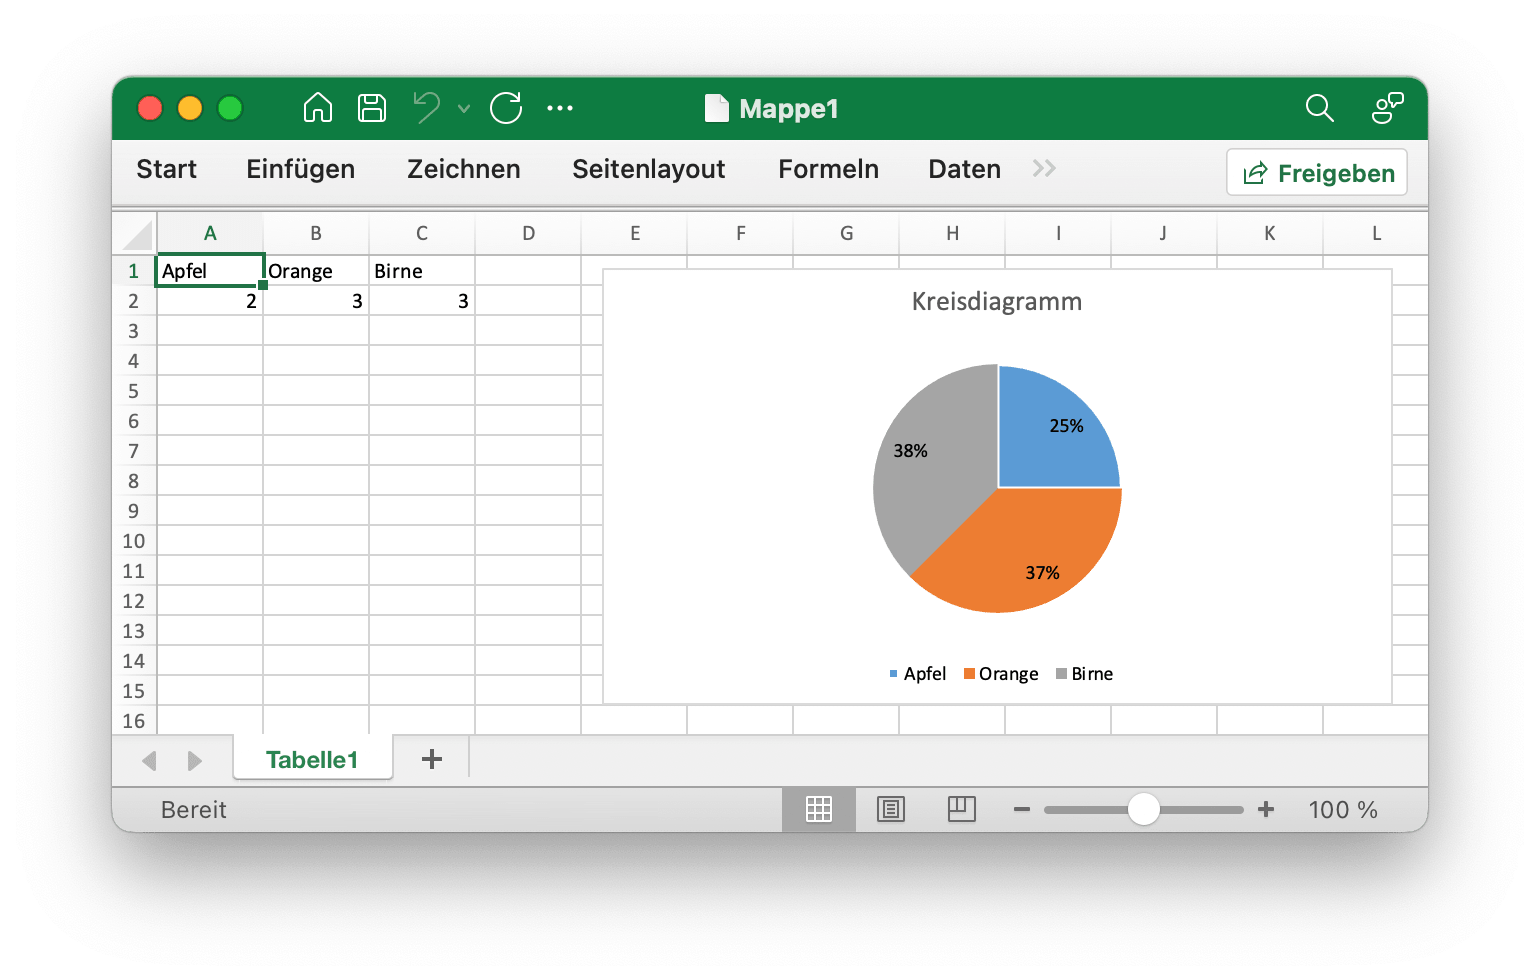 Mappe1
Start Einfügen Zeichnen Seitenlayout Formeln Daten Freigeben
A B C D E F G H I J K L
1 Apfel Orange Birne
2 2 3 3
3
4
5
6
7
8
9
10
11
12
13
14
15
16
Kreisdiagramm
25%
38%
37%
Apfel Orange Birne
Tabelle1 +
Bereit 100 %